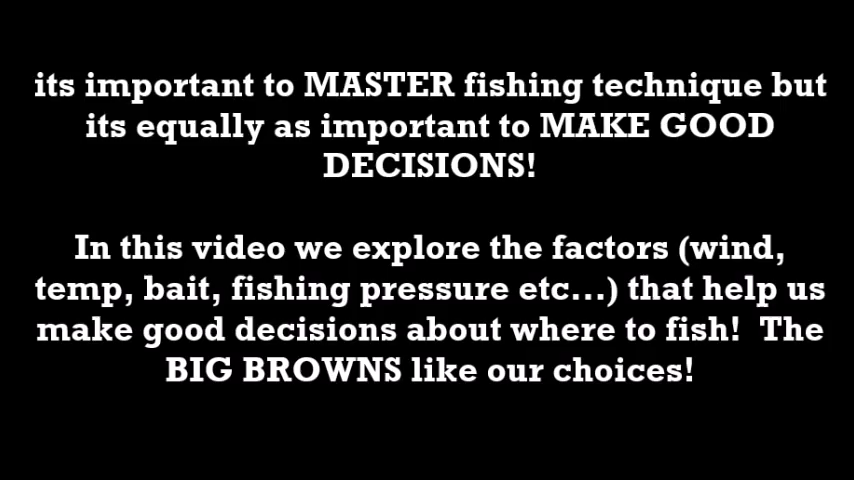 its important to MASTER fishing technique but
its equally as important to MAKE GOOD
DECISIONS!
In this video we explore the factors (wind,
temp, bait, fishing pressure etc...) that help us
make good decisions about where to fish!  The
BIG BROWNS like our choices!